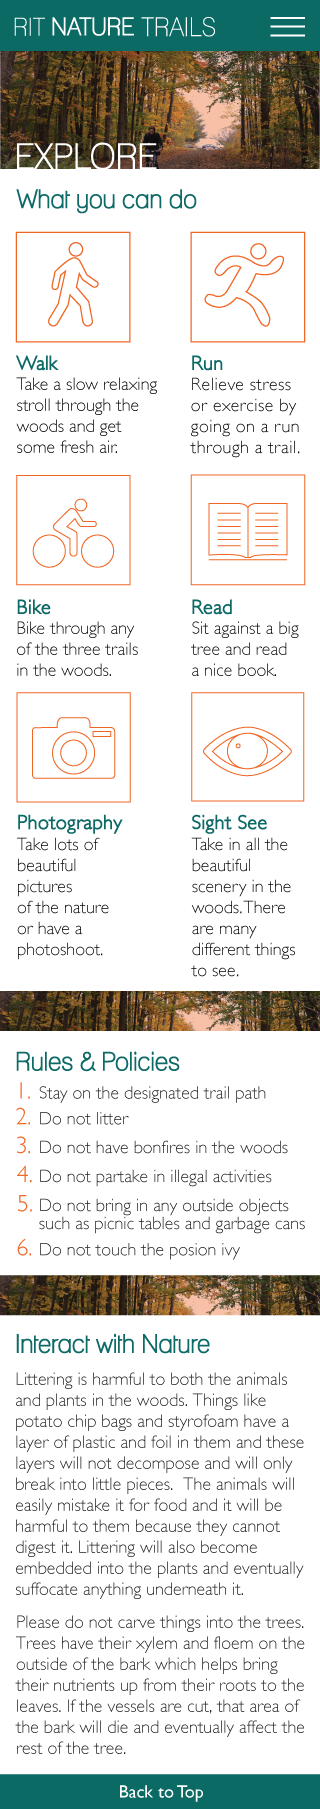 RIT NATURE TRAILS
EXPLORE
What you can do
Walk
Take a slow relaxing
stroll through the
woods and get
some fresh air.
Run
Relieve stress
or exercise by
going on a run
through a trail.
Bike
Bike through any
of the three trails
in the woods.
Read
Sit against a big
tree and read
a nice book.
Photography
Take lots of
beautiful
pictures
of the nature
or have a
photoshoot.
Sight See
Take in all the
beautiful
scenery in the
woods. There
are many
different things
to see.
Rules & Policies
1. Stay on the designated trail path
2. Do not litter
3. Do not have bonfires in the woods
4. Do not partake in illegal activities
5. Do not bring in any outside objects
such as picnic tables and garbage cans
6. Do not touch the posion ivy
Interact with Nature
Littering is harmful to both the animals
and plants in the woods. Things like
potato chip bags and styrofoam have a
layer of plastic and foil in them and these
layers will not decompose and will only
break into little pieces. The animals will
easily mistake it for food and it will be
harmful to them because they cannot
digest it. Littering will also become
embedded into the plants and eventually
suffocate anything underneath it.
Please do not carve things into the trees.
Trees have their xylem and floem on the
outside of the bark which helps bring
their nutrients up from their roots to the
leaves. If the vessels are cut, that area of
the bark will die and eventually affect the
rest of the tree.
Back to Top